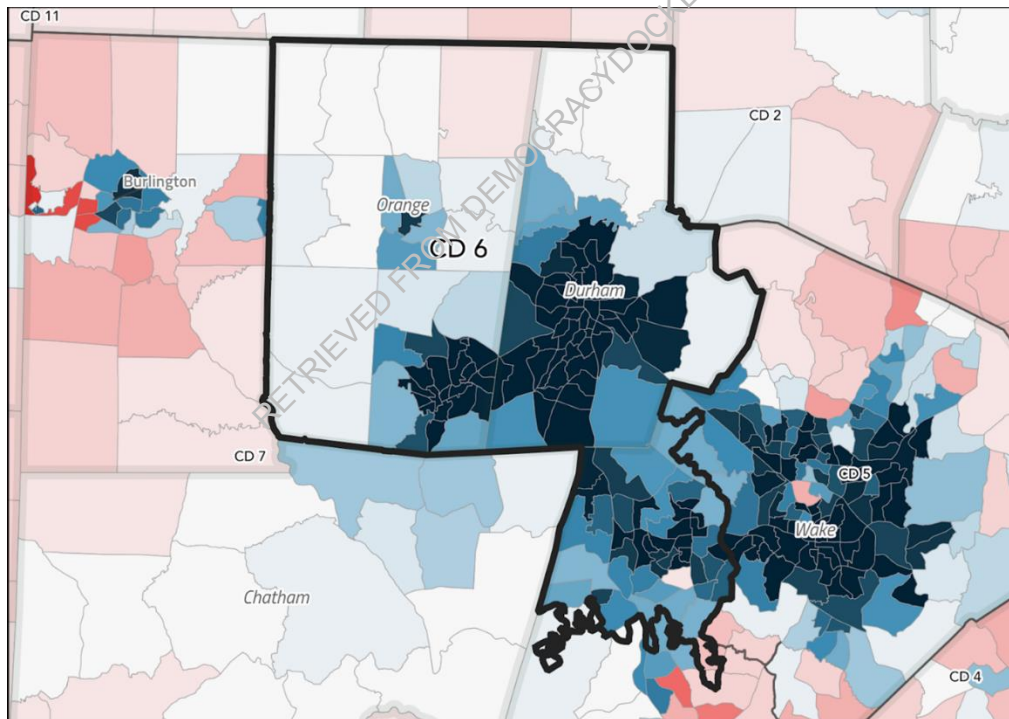 CD 11
CD 2
Burlington
Orange
CD 6
Durham
RETRIEVED FROM DEMOCRACYDOCKE
CD 7
CD 5
Wake
Chatham
CD 4